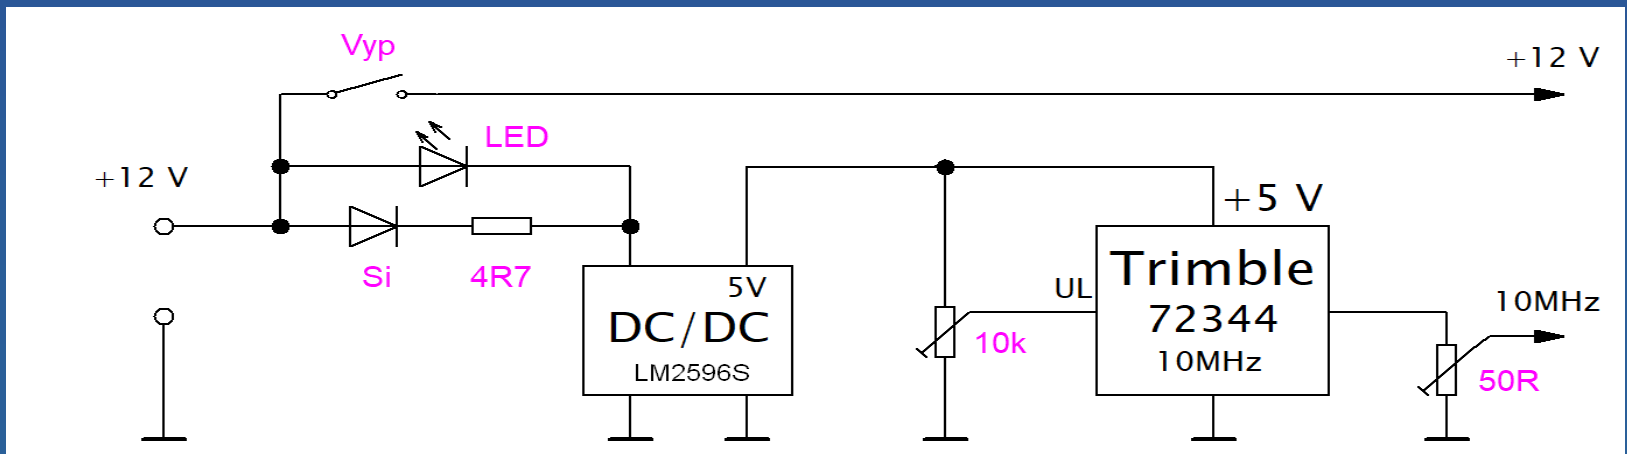 Vyp
+12 V
LED
+12 V
Si
4R7
5V
DC/DC
LM2596S
10k
UL
+5 V
Trimble
72344
10MHz
10MHz
50R